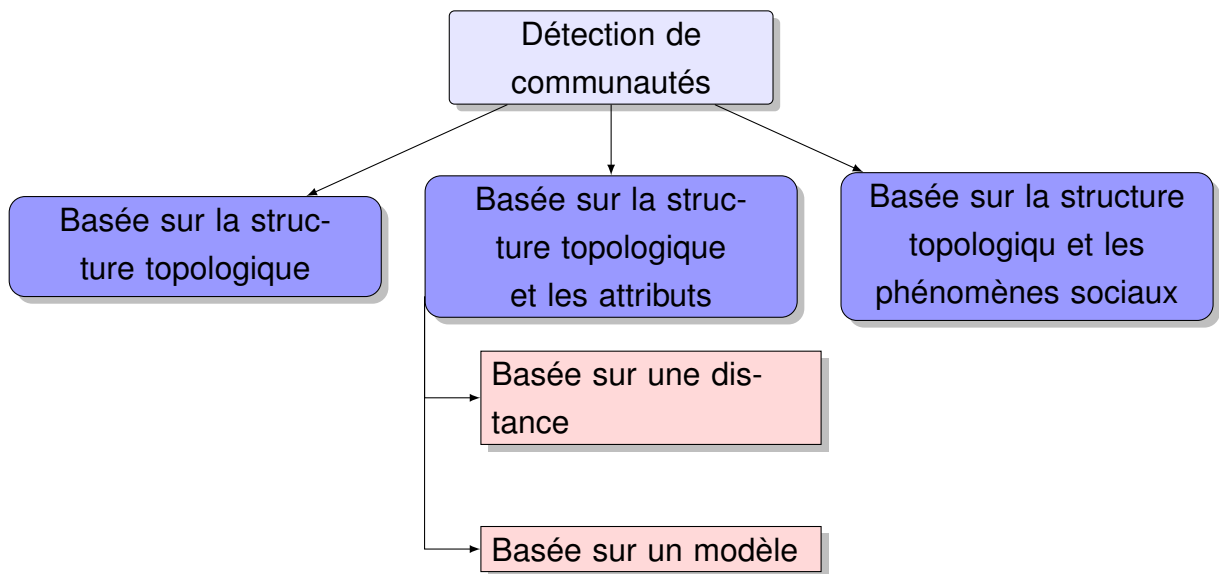 Détection de
communautés
Basée sur la struc-
ture topologique
Basée sur la struc-
ture topologique
et les attributs
Basée sur la structure
topologiqu et les
phénomènes sociaux
Basée sur une dis-
tance
Basée sur un modèle